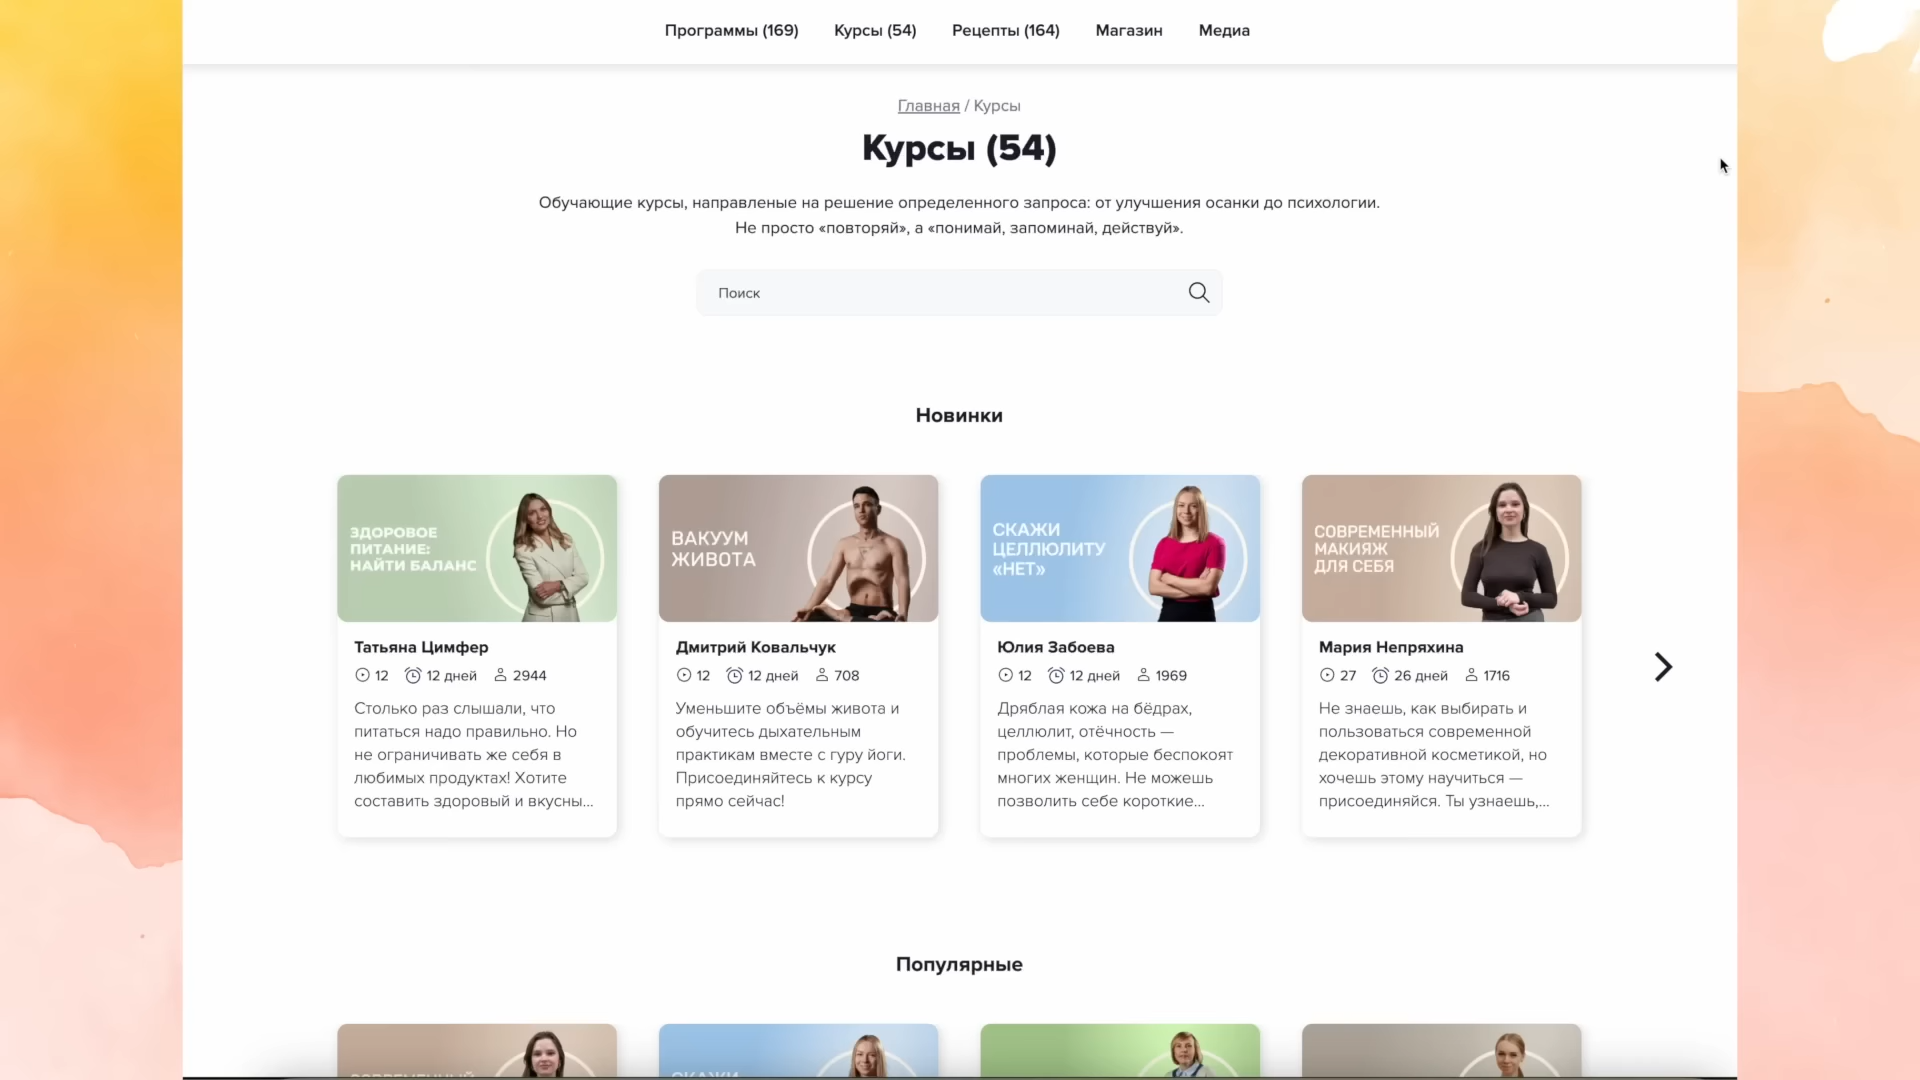 Программы (169) Курсы (54) Рецепты (164) Магазин Медиа
Главная / Курсы
Курсы (54)
Обучающие курсы, направленые на решение определенного запроса: от улучшения осанки до психологии.
Не просто «повторяй», а «понимай, запоминай, действуй».
Поиск
Новинки
ЗДОРОВОЕ
ПИТАНИЕ:
НАЙТИ БАЛАНС
Татьяна Цимфер
12 12 дней 2944
Столько раз слышали, что
питаться надо правильно. Но
не ограничивать же себя в
любимых продуктах! Хотите
составить здоровый и вкусны...
ВАКУУМ
ЖИВОТА
Дмитрий Ковальчук
12 12 дней 708
Уменьшите объёмы живота и
обучитесь дыхательным
практикам вместе с гуру йоги.
Присоединяйтесь к курсу
прямо сейчас!
СКАЖИ
ЦЕЛЛЮЛИТУ
«НЕТ»
Юлия Забоева
12 12 дней 1969
Дряблая кожа на бёдрах,
целлюлит, отёчность —
проблемы, которые беспокоят
многих женщин. Не можешь
позволить себе короткие...
СОВРЕМЕННЫЙ
МАКИЯЖ
ДЛЯ СЕБЯ
Мария Непряхина
27 26 дней 1716
Не знаешь, как выбирать и
пользоваться современной
декоративной косметикой, но
хочешь этому научиться —
присоединяйся. Ты узнаешь,...
Популярные
СОВРЕМЕННЫЙ
СКАЖИ